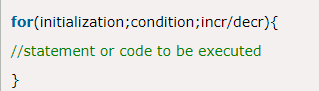 for(initialization;condition;incr/decr){
//statement or code to be executed
}